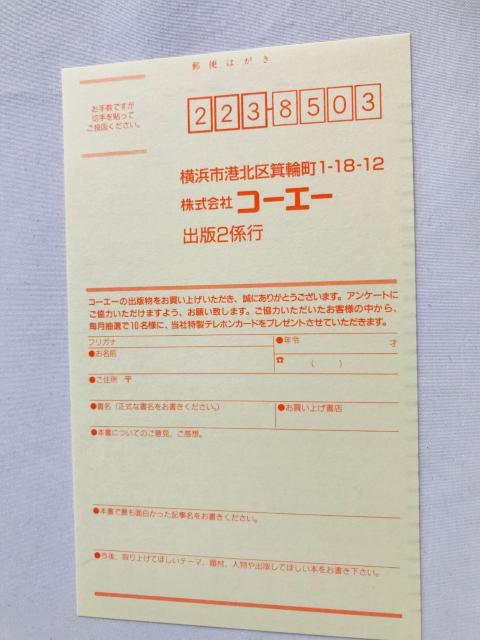 郵便はがき
お手数ですが
切手を貼って
ご投函ください。
223-8503
横浜市港北区箕輪町1-18-12
株式会社 コーエー
出版2係行
コーエーの出版物をお買い上げいただき、誠にありがとうございます。アンケートに
ご協力いただけますよう、お願い致します。ご協力いただいたお客様の中から、
毎月抽選で10名様に、当社特製テレホンカードをプレゼントさせていただきます。
フリガナ
●お名前
●年令 才
☎ ( )
●ご住所 〒
●書名(正式な書名をお書きください。)
●お買い上げ書店
●本書についてのご意見、ご感想。
●本書で最も面白かった記事名をお書きください。
●今後、取り上げてほしいテーマ、題材、人物や出版してほしい本をお書き下さい。